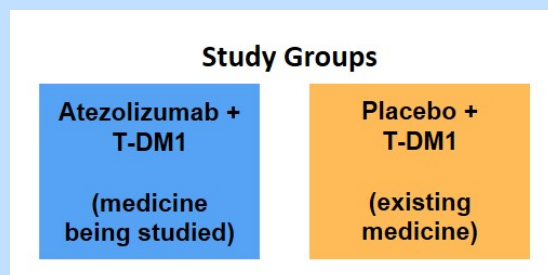 Study Groups
Atezolizumab +
T-DM1
(medicine
being studied)
Placebo +
T-DM1
(existing
medicine)